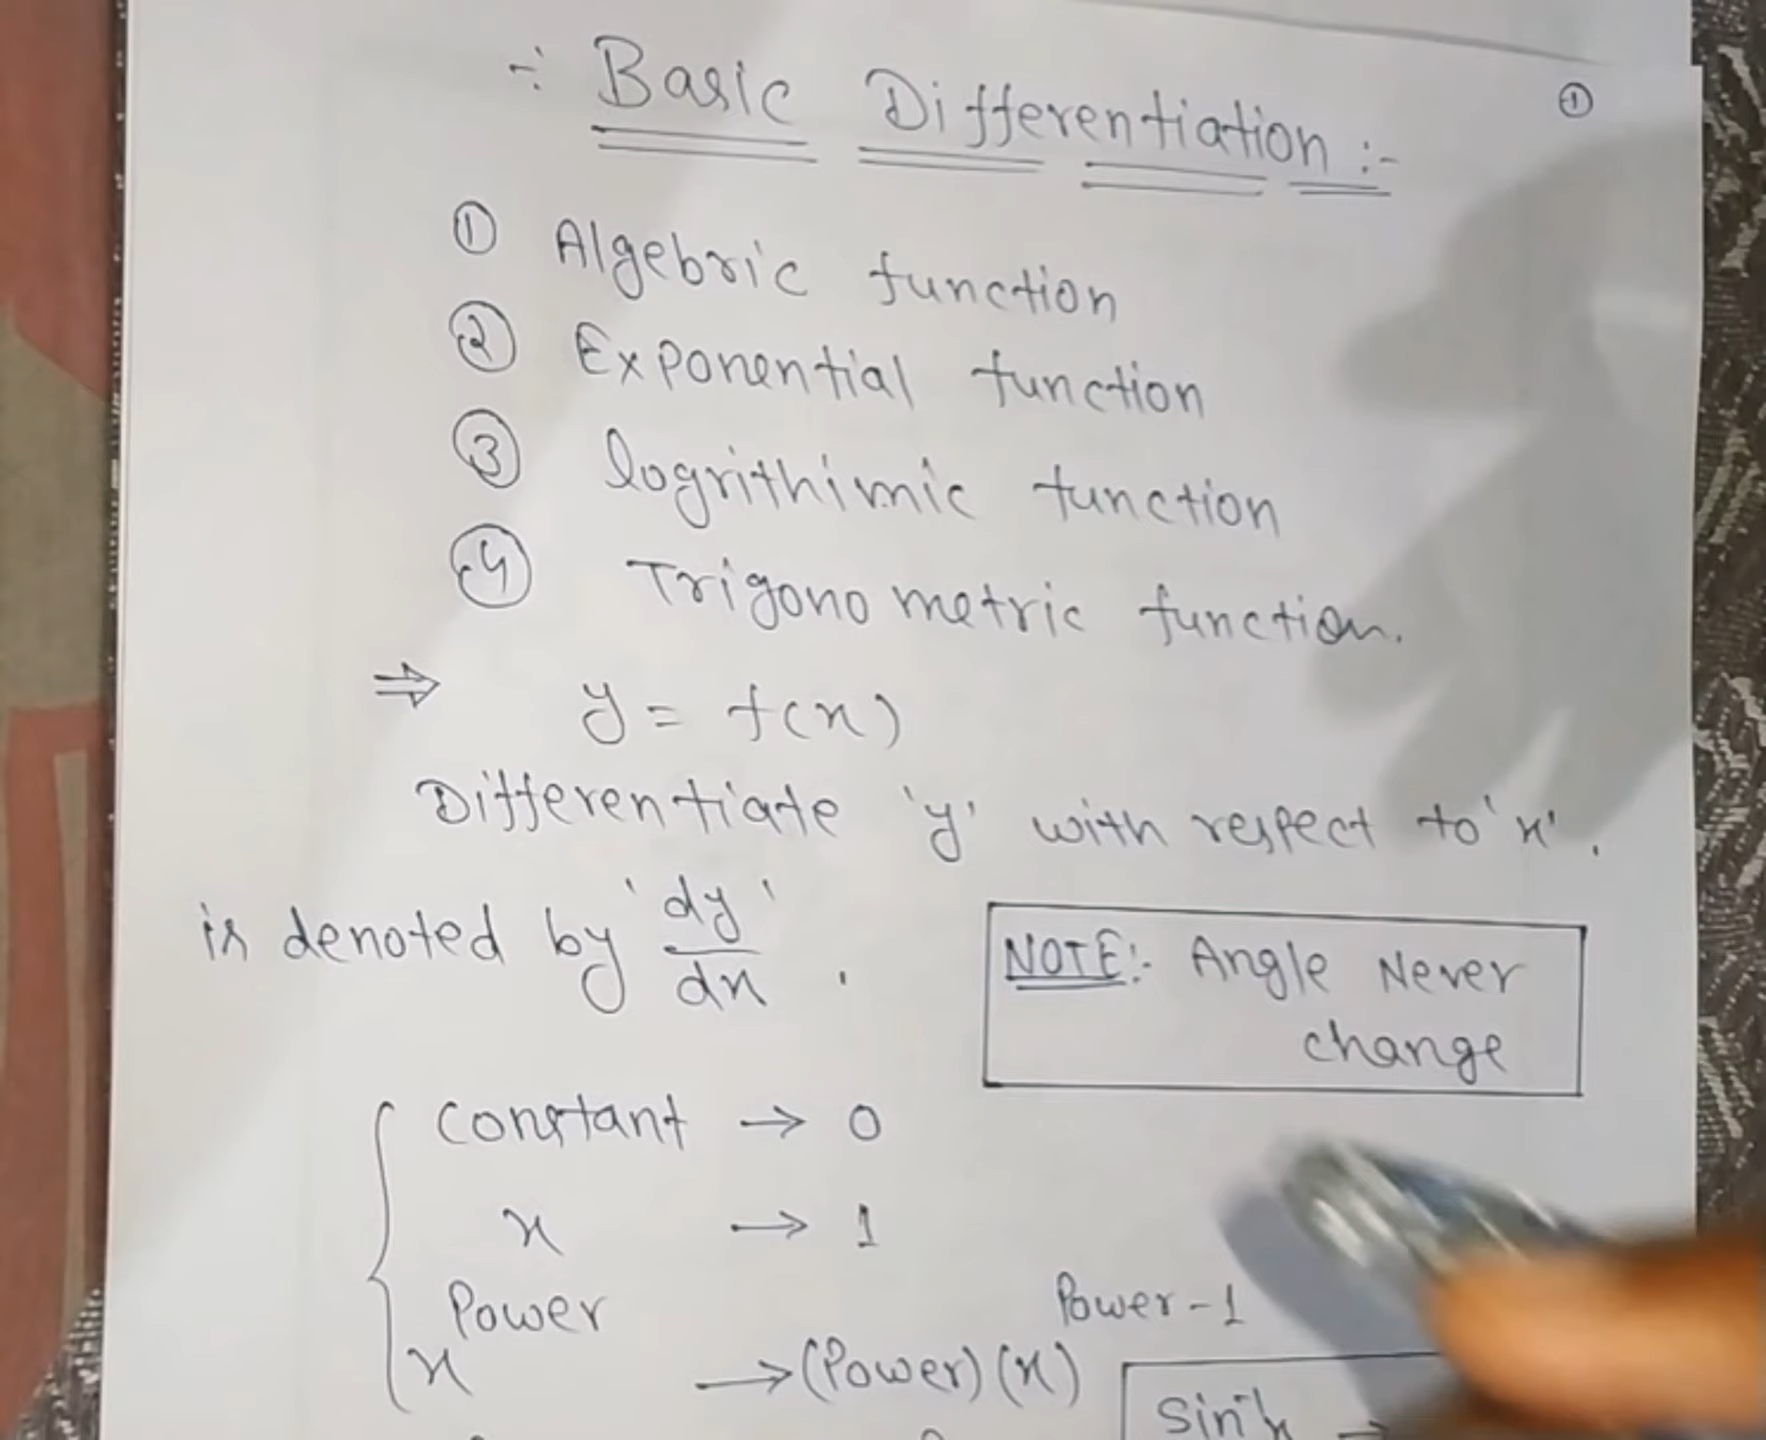 ÷ Basic Differentiation :-
①
① Algebric function
② Exponential function
③ logrithimic function
④ Trigonometric function.
⇒ y = f(x)
Differentiate 'y' with respect to 'x'.
is denoted by 'dy/dx'.
NOTE:- Angle Never
change
Constant → 0
x → 1
x^Power → (Power)(x)^Power-1